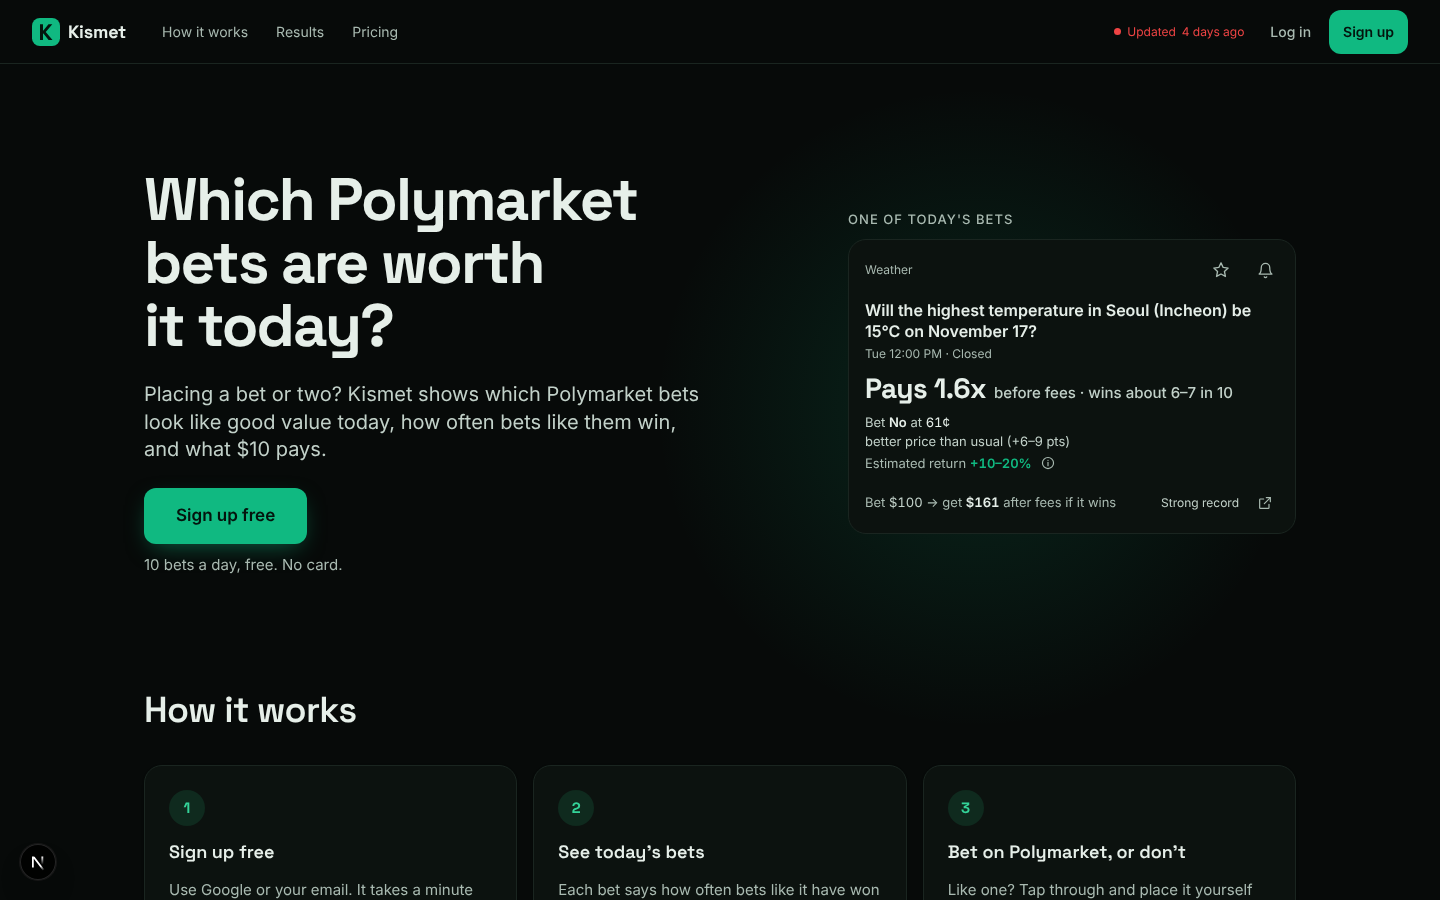 K Kismet How it works Results Pricing Updated 4 days ago Log in Sign up
Which Polymarket
bets are worth
it today?
Placing a bet or two? Kismet shows which Polymarket bets
look like good value today, how often bets like them win,
and what $10 pays.
Sign up free
10 bets a day, free. No card.
ONE OF TODAY'S BETS
Weather
Will the highest temperature in Seoul (Incheon) be
15°C on November 17?
Tue 12:00 PM · Closed
Pays 1.6x before fees · wins about 6–7 in 10
Bet No at 61¢
better price than usual (+6–9 pts)
Estimated return +10–20%
Bet $100 → get $161 after fees if it wins Strong record
How it works
1
Sign up free
Use Google or your email. It takes a minute
2
See today’s bets
Each bet says how often bets like it have won
3
Bet on Polymarket, or don’t
Like one? Tap through and place it yourself
N